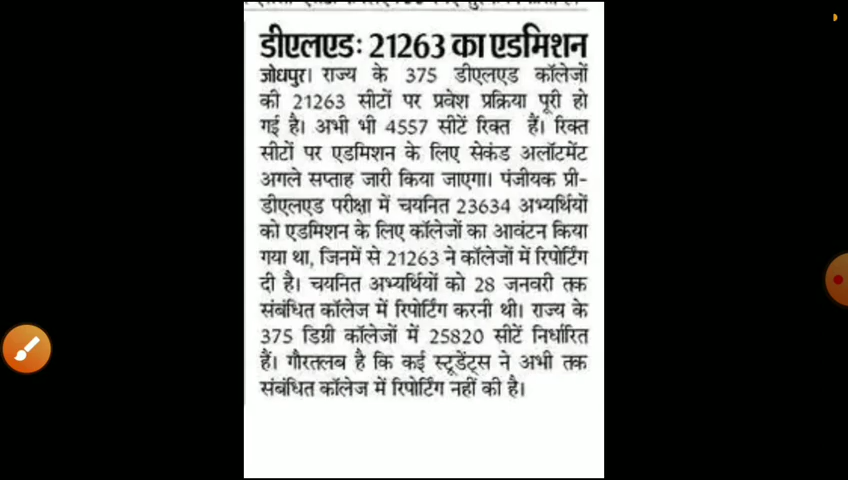 डीएलएड: 21263 का एडमिशन
जोधपुर। राज्य के 375 डीएलएड कॉलेजों
की 21263 सीटों पर प्रवेश प्रक्रिया पूरी हो
गई है। अभी भी 4557 सीटें रिक्त हैं। रिक्त
सीटों पर एडमिशन के लिए सेकंड अलॉटमेंट
अगले सप्ताह जारी किया जाएगा। पंजीयक प्री-
डीएलएड परीक्षा में चयनित 23634 अभ्यर्थियों
को एडमिशन के लिए कॉलेजों का आवंटन किया
गया था, जिनमें से 21263 ने कॉलेजों में रिपोर्टिंग
दी है। चयनित अभ्यर्थियों को 28 जनवरी तक
संबंधित कॉलेज में रिपोर्टिंग करनी थी। राज्य के
375 डिग्री कॉलेजों में 25820 सीटें निर्धारित
हैं। गौरतलब है कि कई स्टूडेंट्स ने अभी तक
संबंधित कॉलेज में रिपोर्टिंग नहीं की है।